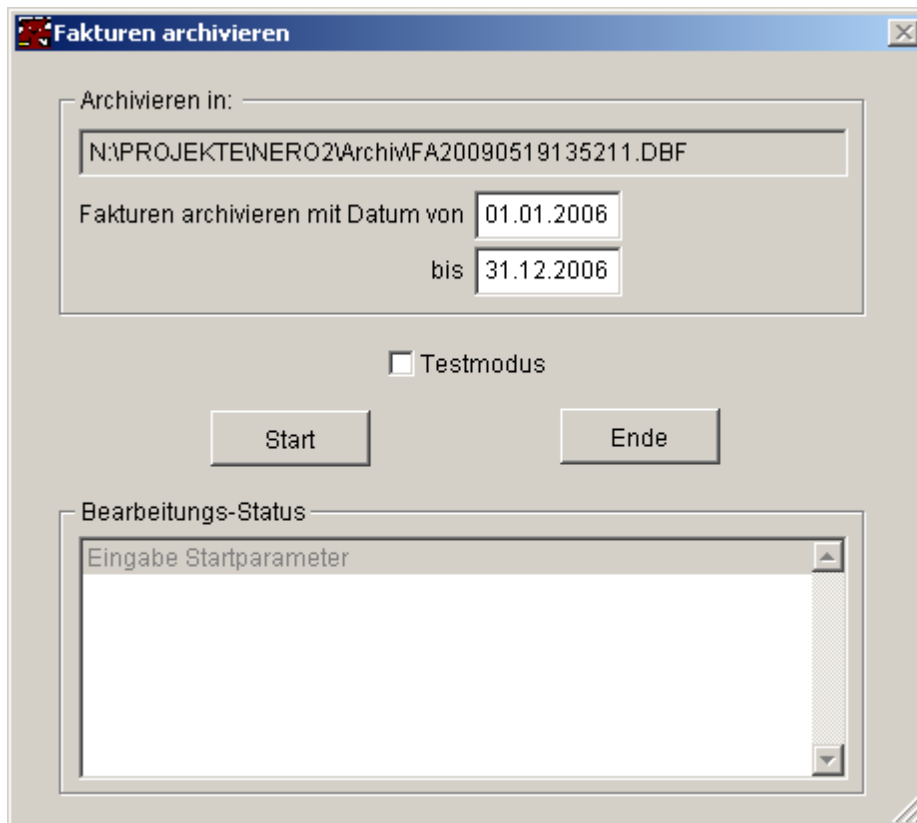 Fakturen archivieren
Archivieren in:
N:\PROJEKTE\NERO2\Archiv\FA20090519135211.DBF
Fakturen archivieren mit Datum von 01.01.2006
bis 31.12.2006
Testmodus
Start Ende
Bearbeitungs-Status
Eingabe Startparameter